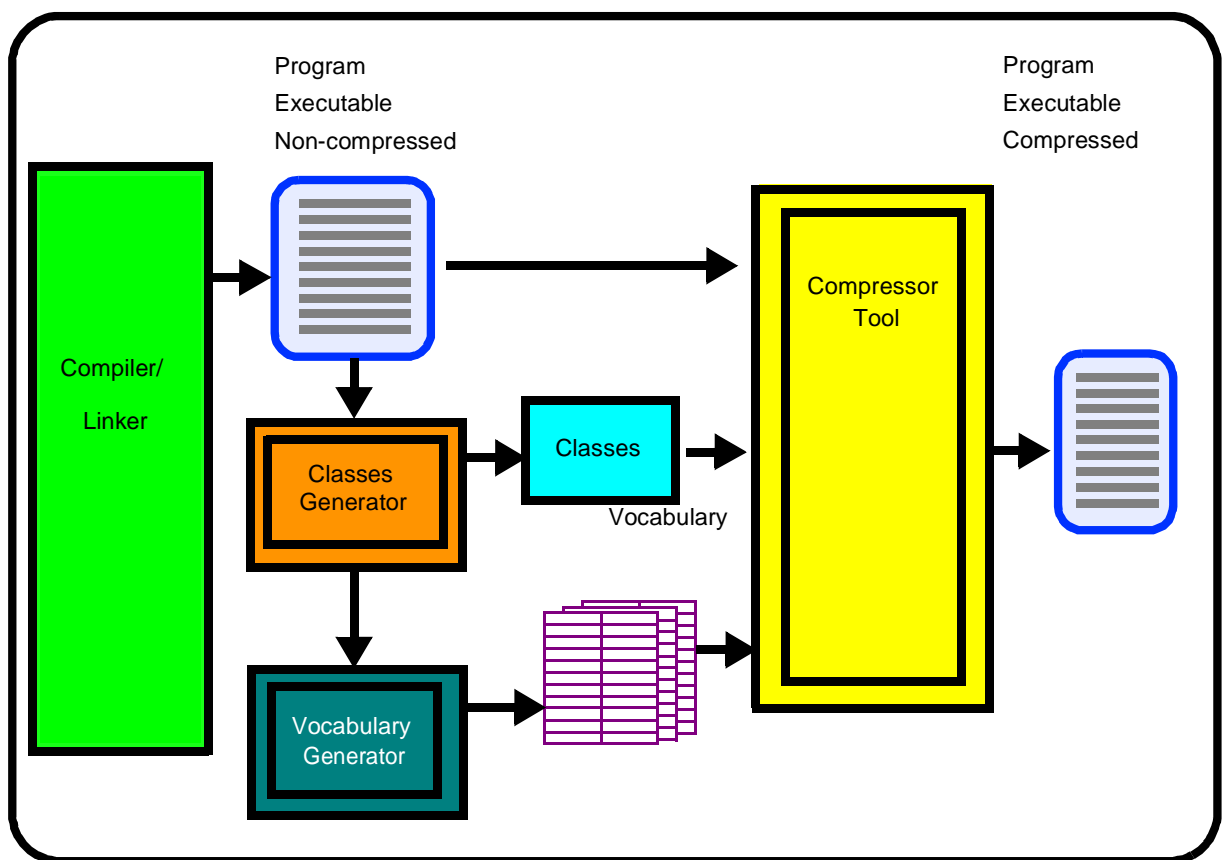 Program
Executable
Non-compressed
Program
Executable
Compressed
Compiler/
Linker
Compressor
Tool
Classes
Generator
Classes
Vocabulary
Vocabulary
Generator